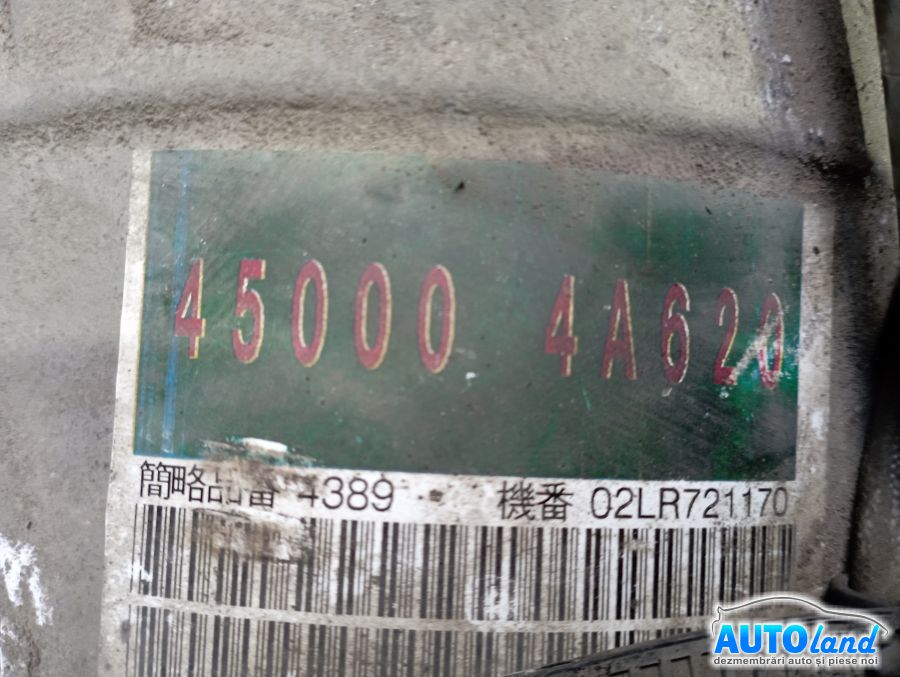 45000 4A620
簡略品番 4389 機番 02LR721170
AUTOland
dezmembrări auto și piese noi